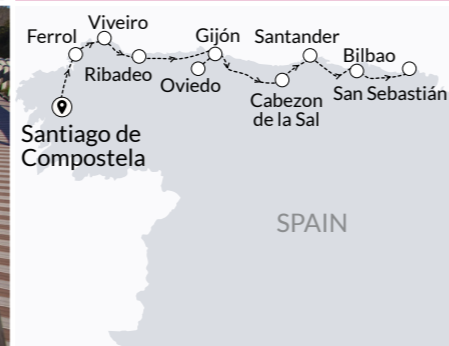 Viveiro
Ferrol
Gijón
Santander
Bilbao
Ribadeo
Oviedo
San Sebastián
Cabezon
de la Sal
Santiago de
Compostela
SPAIN